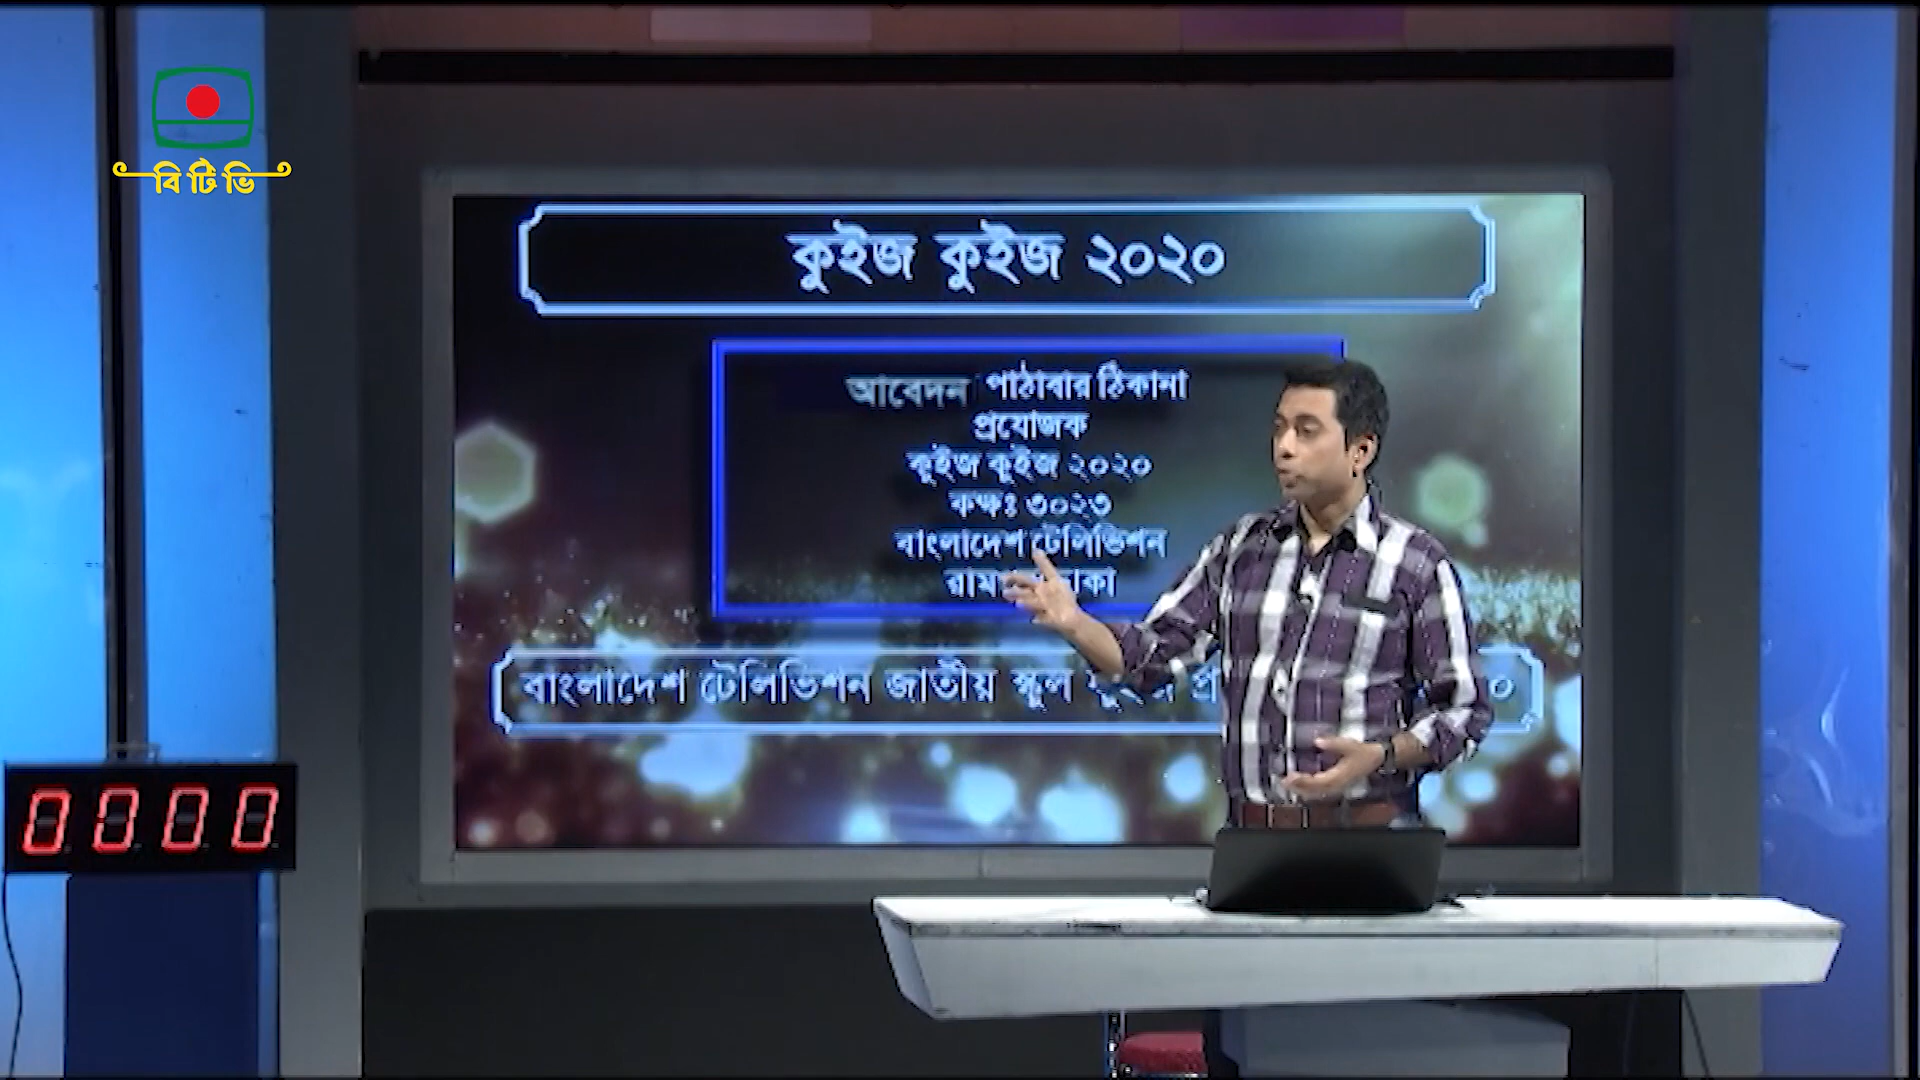 বিটিভি
কুইজ কুইজ ২০২০
আবেদন পাঠাবার ঠিকানা
প্রযোজক
কুইজ কুইজ ২০২০
কক্ষঃ ৩০২৩
বাংলাদেশ টেলিভিশন
বাংলাদেশ টেলিভিশন জাতীয় স্কুল
0000